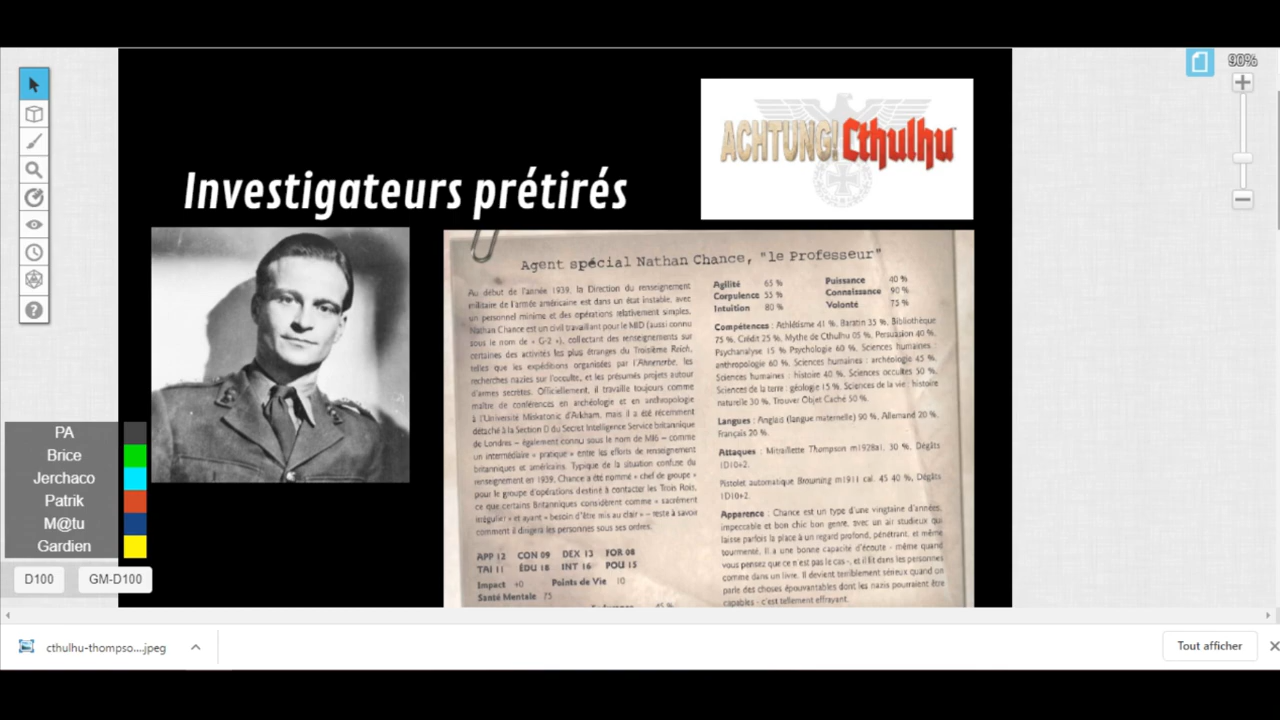 90%
ACHTUNG! Cthulhu
Investigateurs prétirés
Agent spécial Nathan Chance, "le Professeur"
Au début de l'année 1939, la Direction du renseignement
militaire de l'armée américaine est dans un état instable, avec
un personnel minime et des opérations relativement simples.
Nathan Chance est un civil travaillant pour le MID (aussi connu
sous le nom de « G-2 »), collectant des renseignements sur
certaines des activités les plus étranges du Troisième Reich,
telles que les expéditions organisées par l'Ahnenerbe, les
recherches nazies sur l'occulte, et les présumés projets autour
d'armes secrètes. Officiellement, il travaille toujours comme
maître de conférences en archéologie et en anthropologie
à l'Université Miskatonic d'Arkham, mais il a été récemment
détaché à la Section D du Secret Intelligence Service britannique
de Londres – également connu sous le nom de MI6 – comme
un intermédiaire « pratique » entre les efforts de renseignement
britanniques et américains. Typique de la situation confuse du
renseignement en 1939, Chance a été nommé « chef de groupe »
pour le groupe d'opérations destiné à contacter les Trois Rois,
ce que certains Britanniques considèrent comme « sacrément
irrégulier » et ayant « besoin d'être mis au clair » – reste à savoir
comment il dirigera les personnes sous ses ordres.
APP 12 CON 09 DEX 13 FOR 08
TAI 11 ÉDU 18 INT 16 POU 15
Impact +0 Points de Vie 10
Santé Mentale 75
Agilité 65 % Puissance 40 %
Corpulence 55 % Connaissance 90 %
Intuition 80 % Volonté 75 %
Compétences : Athlétisme 41 %, Baratin 35 %, Bibliothèque
75 %, Crédit 25 %, Mythe de Cthulhu 05 %, Persuasion 40 %,
Psychanalyse 15 % Psychologie 60 %, Sciences humaines :
anthropologie 60 %, Sciences humaines : archéologie 45 %,
Sciences humaines : histoire 40 %, Sciences occultes 50 %,
Sciences de la terre : géologie 15 %, Sciences de la vie : histoire
naturelle 30 %, Trouver Objet Caché 50 %.
Langues : Anglais (langue maternelle) 90 %, Allemand 20 %,
Français 20 %.
Attaques : Mitraillette Thompson m1928a1, 30 %, Dégâts
1D10+2.
Pistolet automatique Browning m1911 cal. 45 40 %, Dégâts
1D10+2.
Apparence : Chance est un type d'une vingtaine d'années,
impeccable et bon chic bon genre, avec un air studieux qui
laisse parfois la place à un regard profond, pénétrant, et même
tourmenté. Il a une bonne capacité d'écoute - même quand
vous pensez que ce n'est pas le cas -, et il lit dans les personnes
comme dans un livre. Il devient terriblement sérieux quand on
parle des choses épouvantables dont les nazis pourraient être
capables - c'est tellement effrayant.
PA
Brice
Jerchaco
Patrik
M@tu
Gardien
D100 GM-D100
cthulhu-thompso....jpeg
Tout afficher